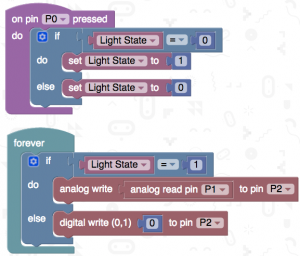 on pin P0 pressed
do if Light State = 0
do set Light State to 1
else set Light State to 0
forever
if Light State = 1
do analog write analog read pin P1 to pin P2
else digital write (0,1) 0 to pin P2